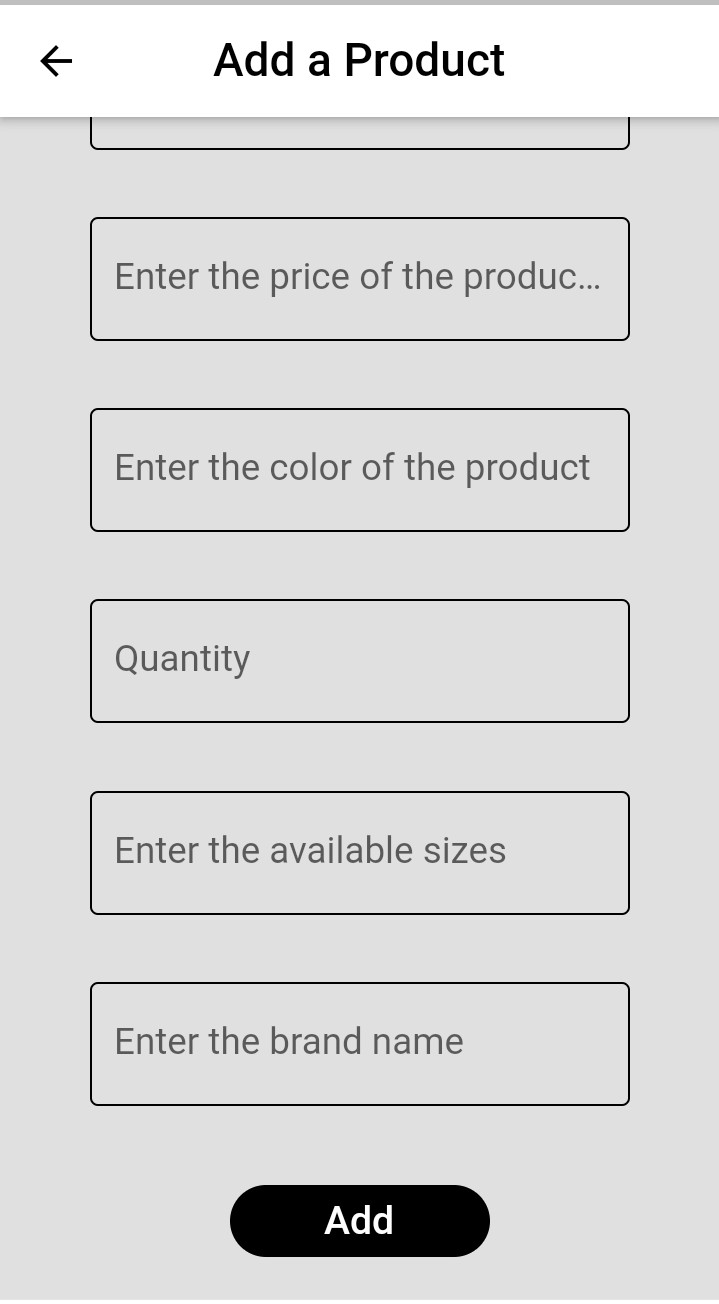 Add a Product
Enter the price of the produc...
Enter the color of the product
Quantity
Enter the available sizes
Enter the brand name
Add